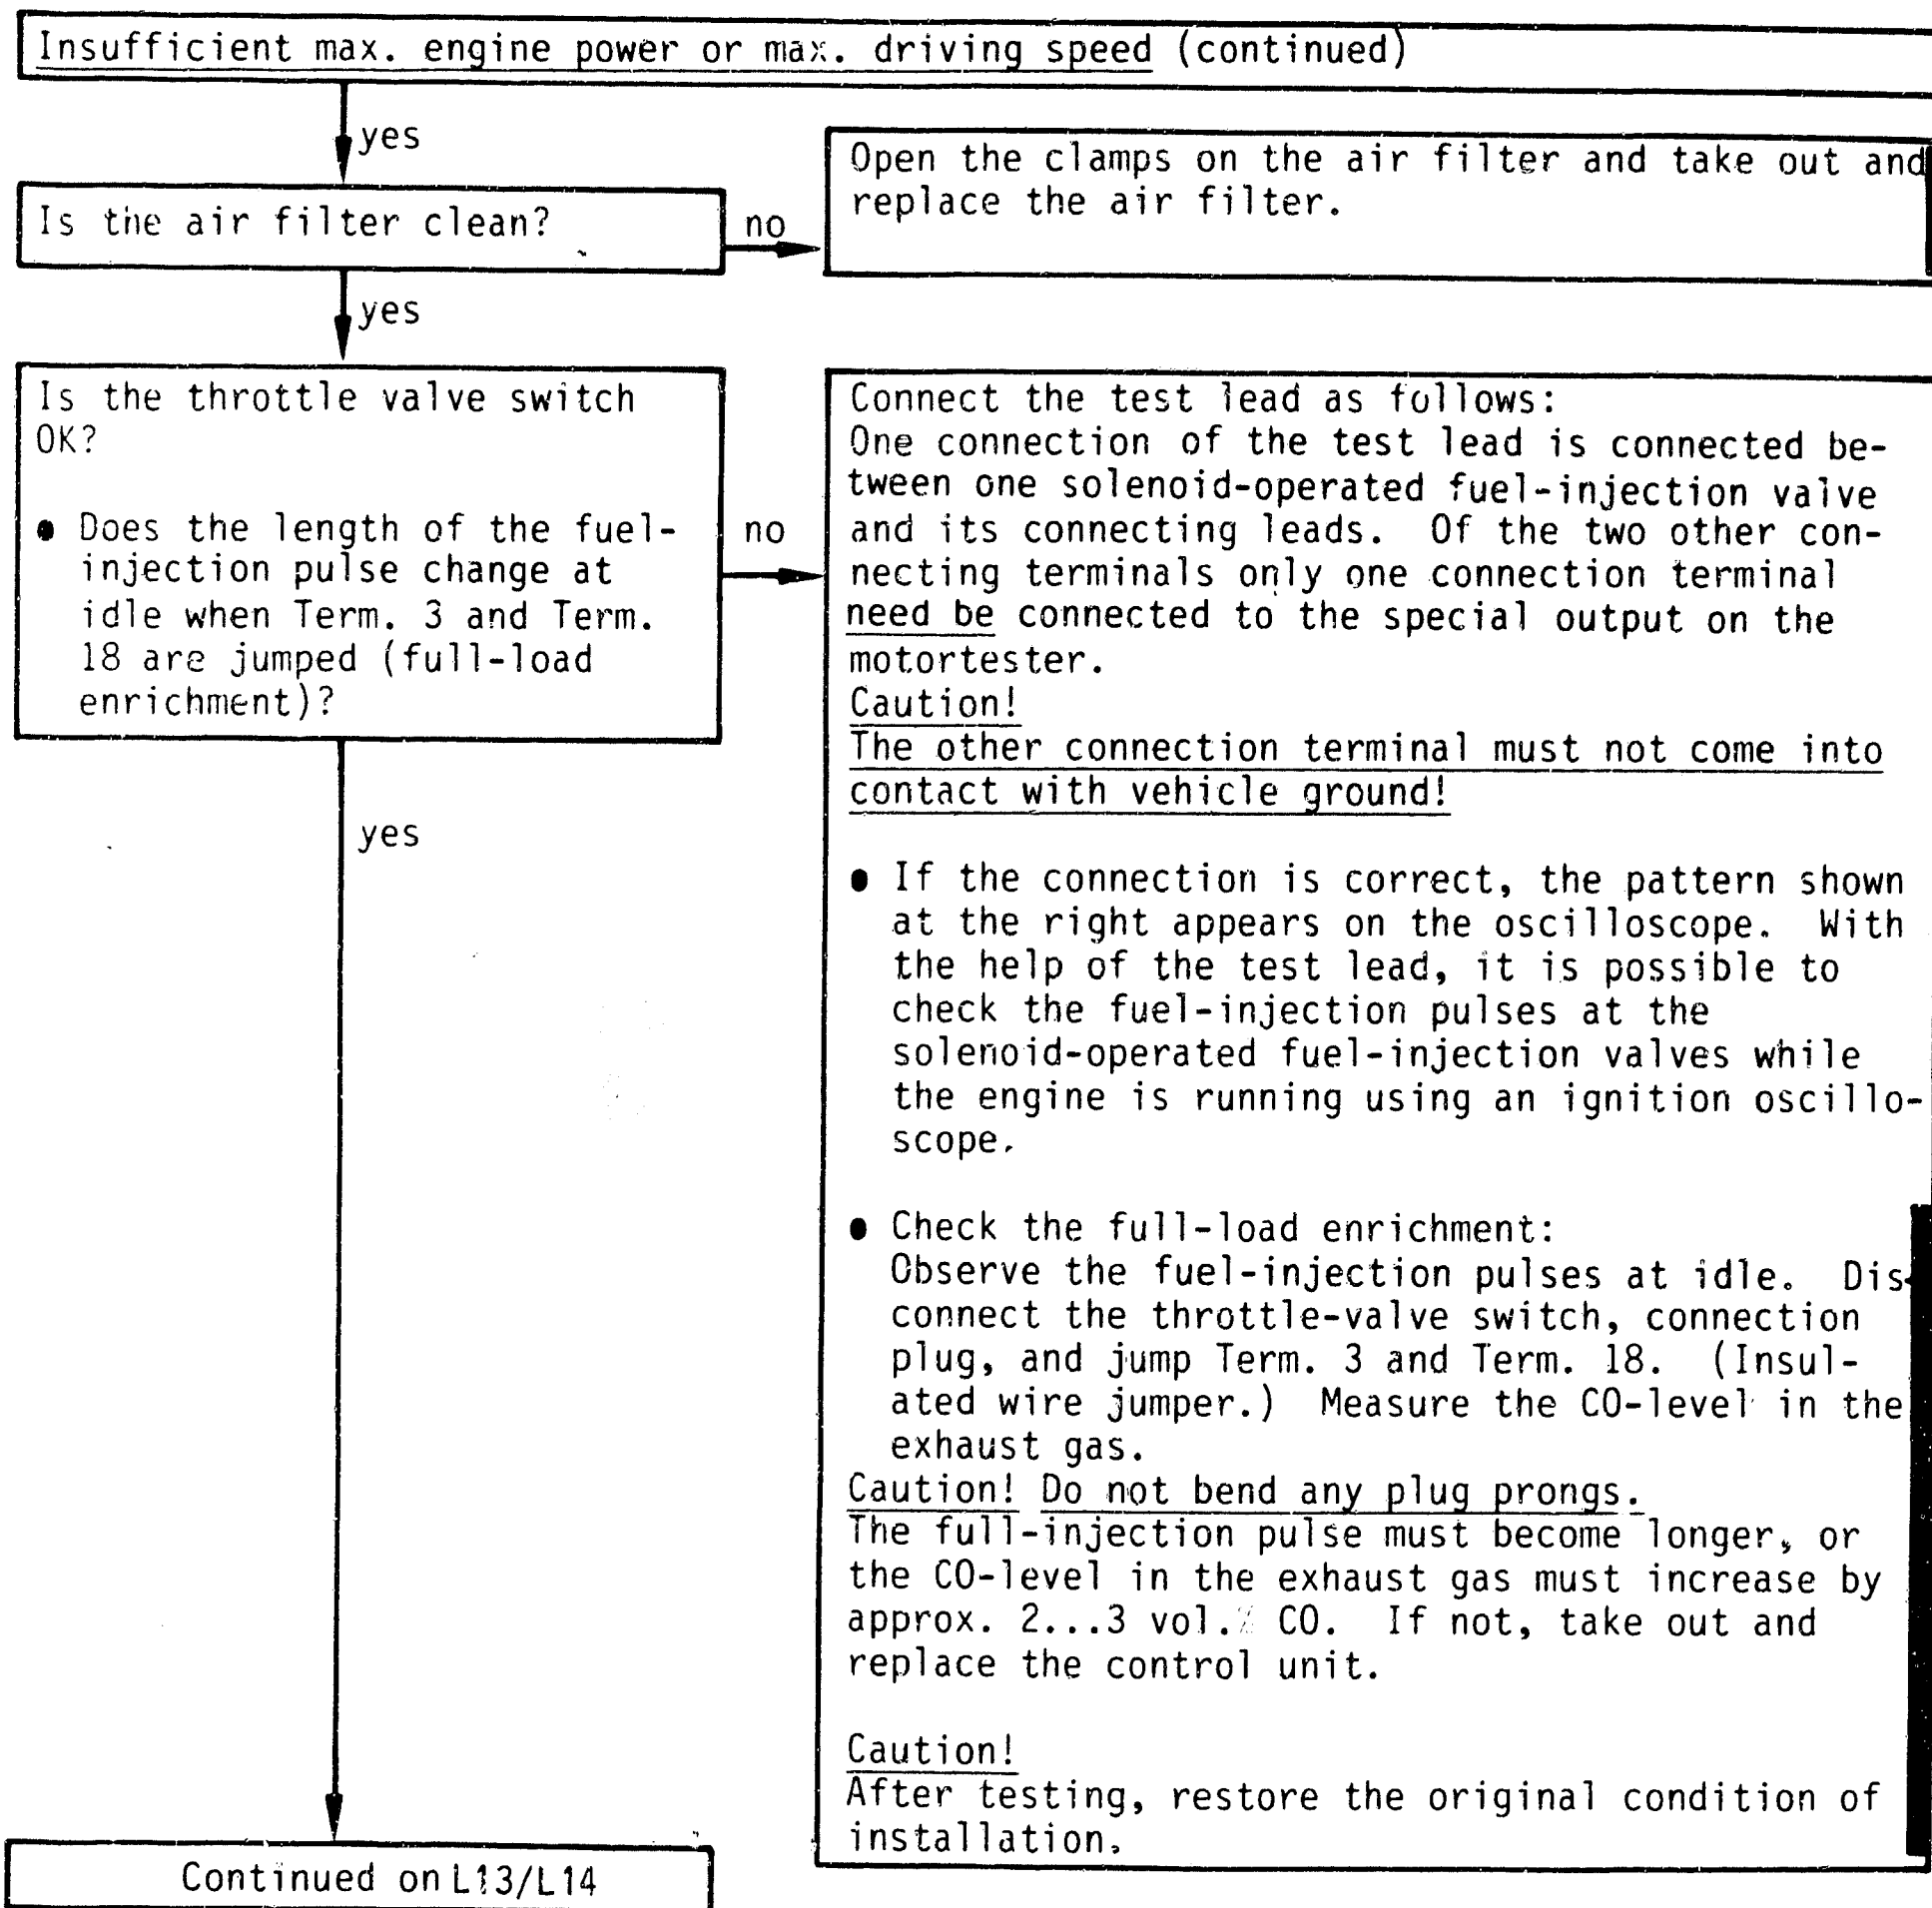 Insufficient max. engine power or max. driving speed (continued)
yes
Is the air filter clean?
no
Open the clamps on the air filter and take out and
replace the air filter.
yes
Is the throttle valve switch
OK?
● Does the length of the fuel-
injection pulse change at
idle when Term. 3 and Term.
18 are jumped (full-load
enrichment)?
no
Connect the test lead as follows:
One connection of the test lead is connected be-
tween one solenoid-operated fuel-injection valve
and its connecting leads. Of the two other con-
necting terminals only one connection terminal
need be connected to the special output on the
motortester.
Caution!
The other connection terminal must not come into
contact with vehicle ground!
● If the connection is correct, the pattern shown
at the right appears on the oscilloscope. With
the help of the test lead, it is possible to
check the fuel-injection pulses at the
solenoid-operated fuel-injection valves while
the engine is running using an ignition oscillo-
scope.
● Check the full-load enrichment:
Observe the fuel-injection pulses at idle. Dis-
connect the throttle-valve switch, connection
plug, and jump Term. 3 and Term. 18. (Insul-
ated wire jumper.) Measure the CO-level in the
exhaust gas.
Caution! Do not bend any plug prongs.
The full-injection pulse must become longer, or
the CO-level in the exhaust gas must increase by
approx. 2...3 vol.% CO. If not, take out and
replace the control unit.
Caution!
After testing, restore the original condition of
installation.
yes
Continued on L13/L14